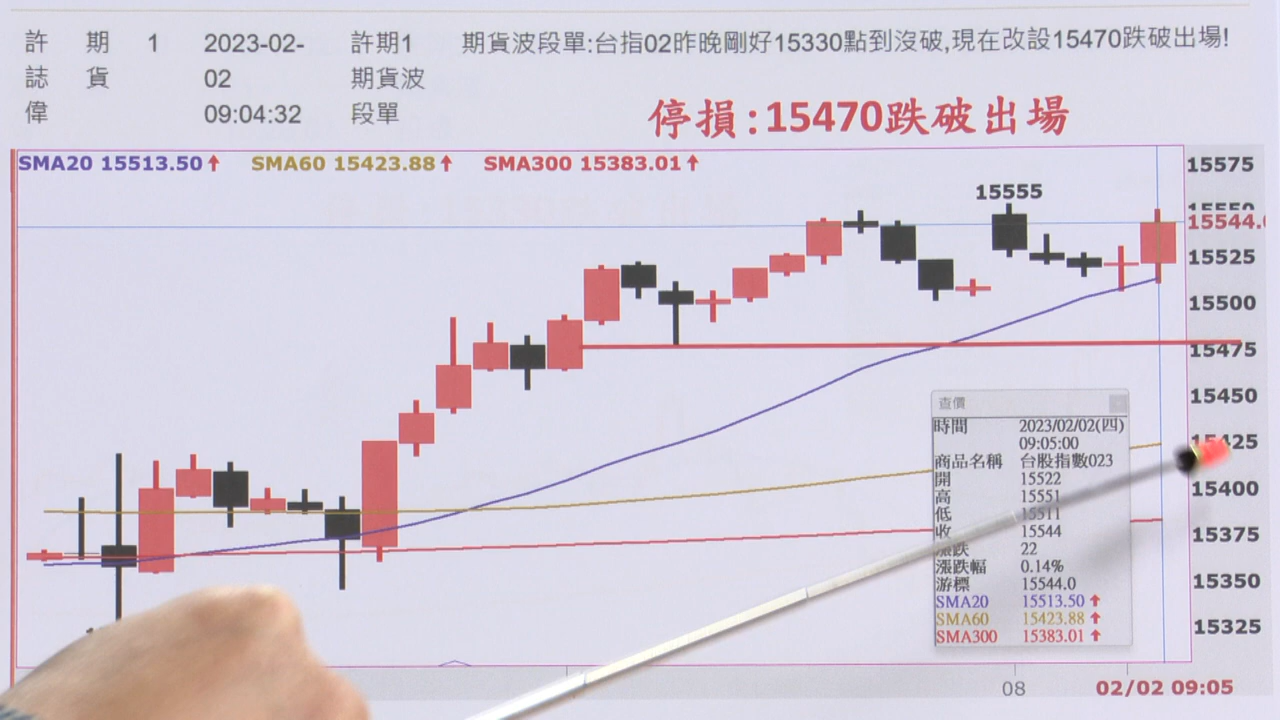 許 期 1 2023-02- 許期1 期貨波段單:台指02昨晚剛好15330點到沒破,現在改設15470跌破出場!
誌 貨 02 期貨波
偉 09:04:32 段單
停損:15470跌破出場
SMA20 15513.50↑ SMA60 15423.88↑ SMA300 15383.01↑
15575
15555
15550
15544.0
15525
15500
15475
15450
15425
15400
15375
15350
15325
查價
時間 2023/02/02(四)
09:05:00
商品名稱 台股指數023
開 15522
高 15551
低 15511
收 15544
漲跌 22
漲跌幅 0.14%
游標 15544.0
SMA20 15513.50↑
SMA60 15423.88↑
SMA300 15383.01↑
08 02/02 09:05